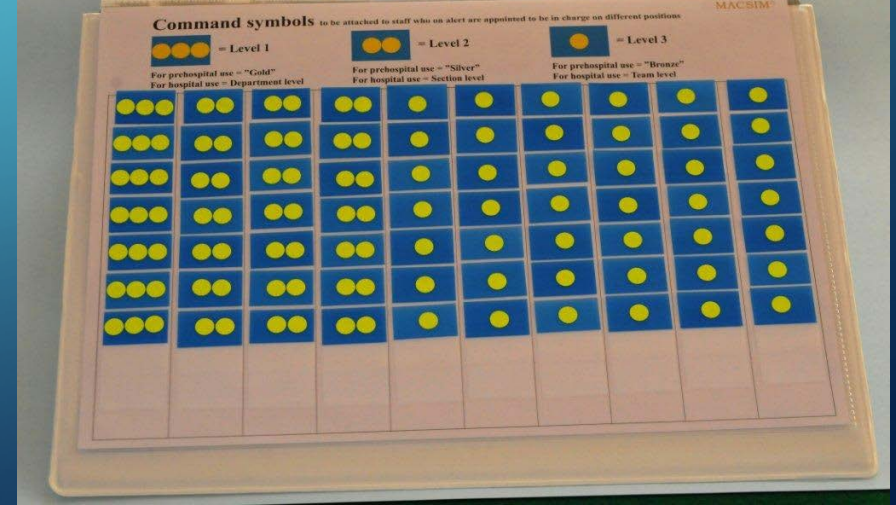 MACSIM®
Command symbols to be attached to staff who on alert are appointed to be in charge on different positions
= Level 1
= Level 2
= Level 3
For prehospital use = "Gold"
For hospital use = Department level
For prehospital use = "Silver"
For hospital use = Section level
For prehospital use = "Bronze"
For hospital use = Team level